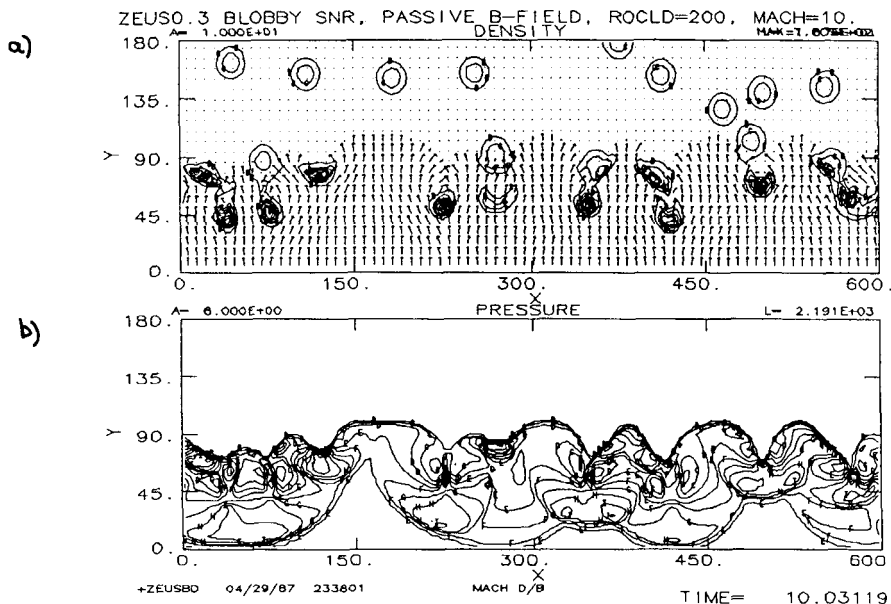 ZEUS0.3 BLOBBY SNR, PASSIVE B-FIELD, ROCLD=200, MACH=10.
a)
A= 1.000E+01 DENSITY
180.
135.
Y
90.
45.
0.
0. 150. 300. 450. 600.
X
b)
A= 6.000E+00 PRESSURE L= 2.191E+03
180.
135.
Y
90.
45.
0.
0. 150. 300. 450. 600.
X
+ZEUSBD 04/29/87 233601 MACH D/B TIME= 10.03119